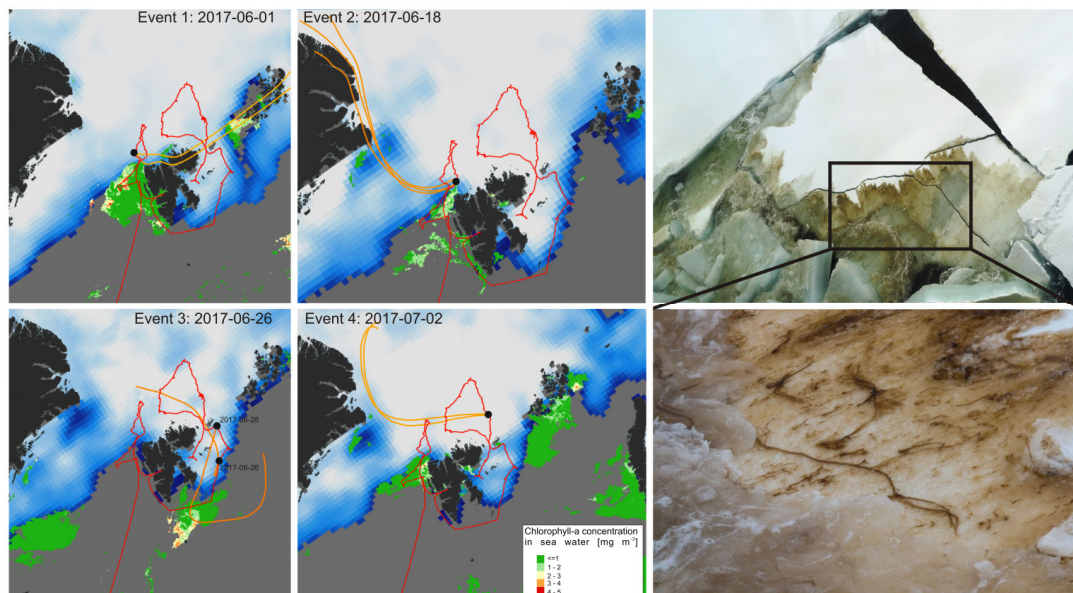 Event 1: 2017-06-01
Event 2: 2017-06-18
Event 3: 2017-06-26
2017-06-28
2017-06-26
Event 4: 2017-07-02
Chlorophyll-a concentration
in sea water [mg m-3]
<=1
1 - 2
2 - 3
3 - 4
4 - 5